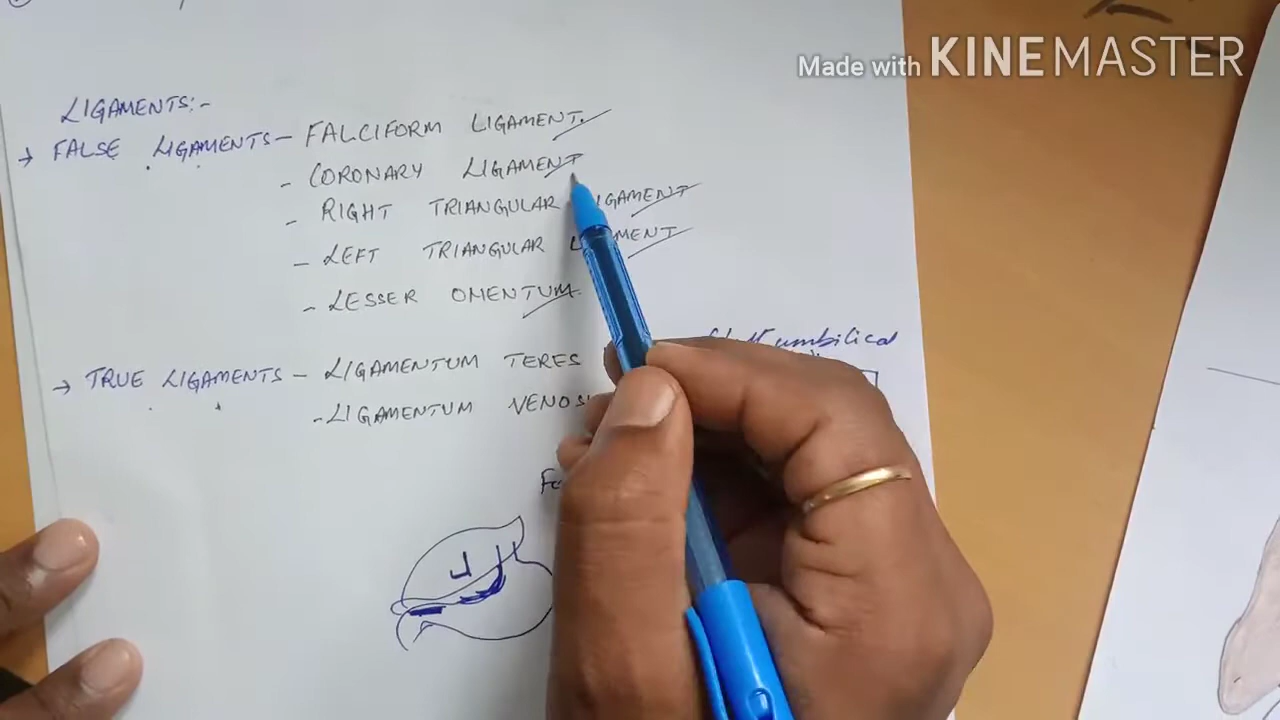 Made with KINEMASTER
LIGAMENTS:-
→ FALSE LIGAMENTS - FALCIFORM LIGAMENT.
- CORONARY LIGAMENT
- RIGHT TRIANGULAR LIGAMENT
- LEFT TRIANGULAR
- LESSER OMENTUM
umbilical
→ TRUE LIGAMENTS - LIGAMENTUM TERES
- LIGAMENTUM